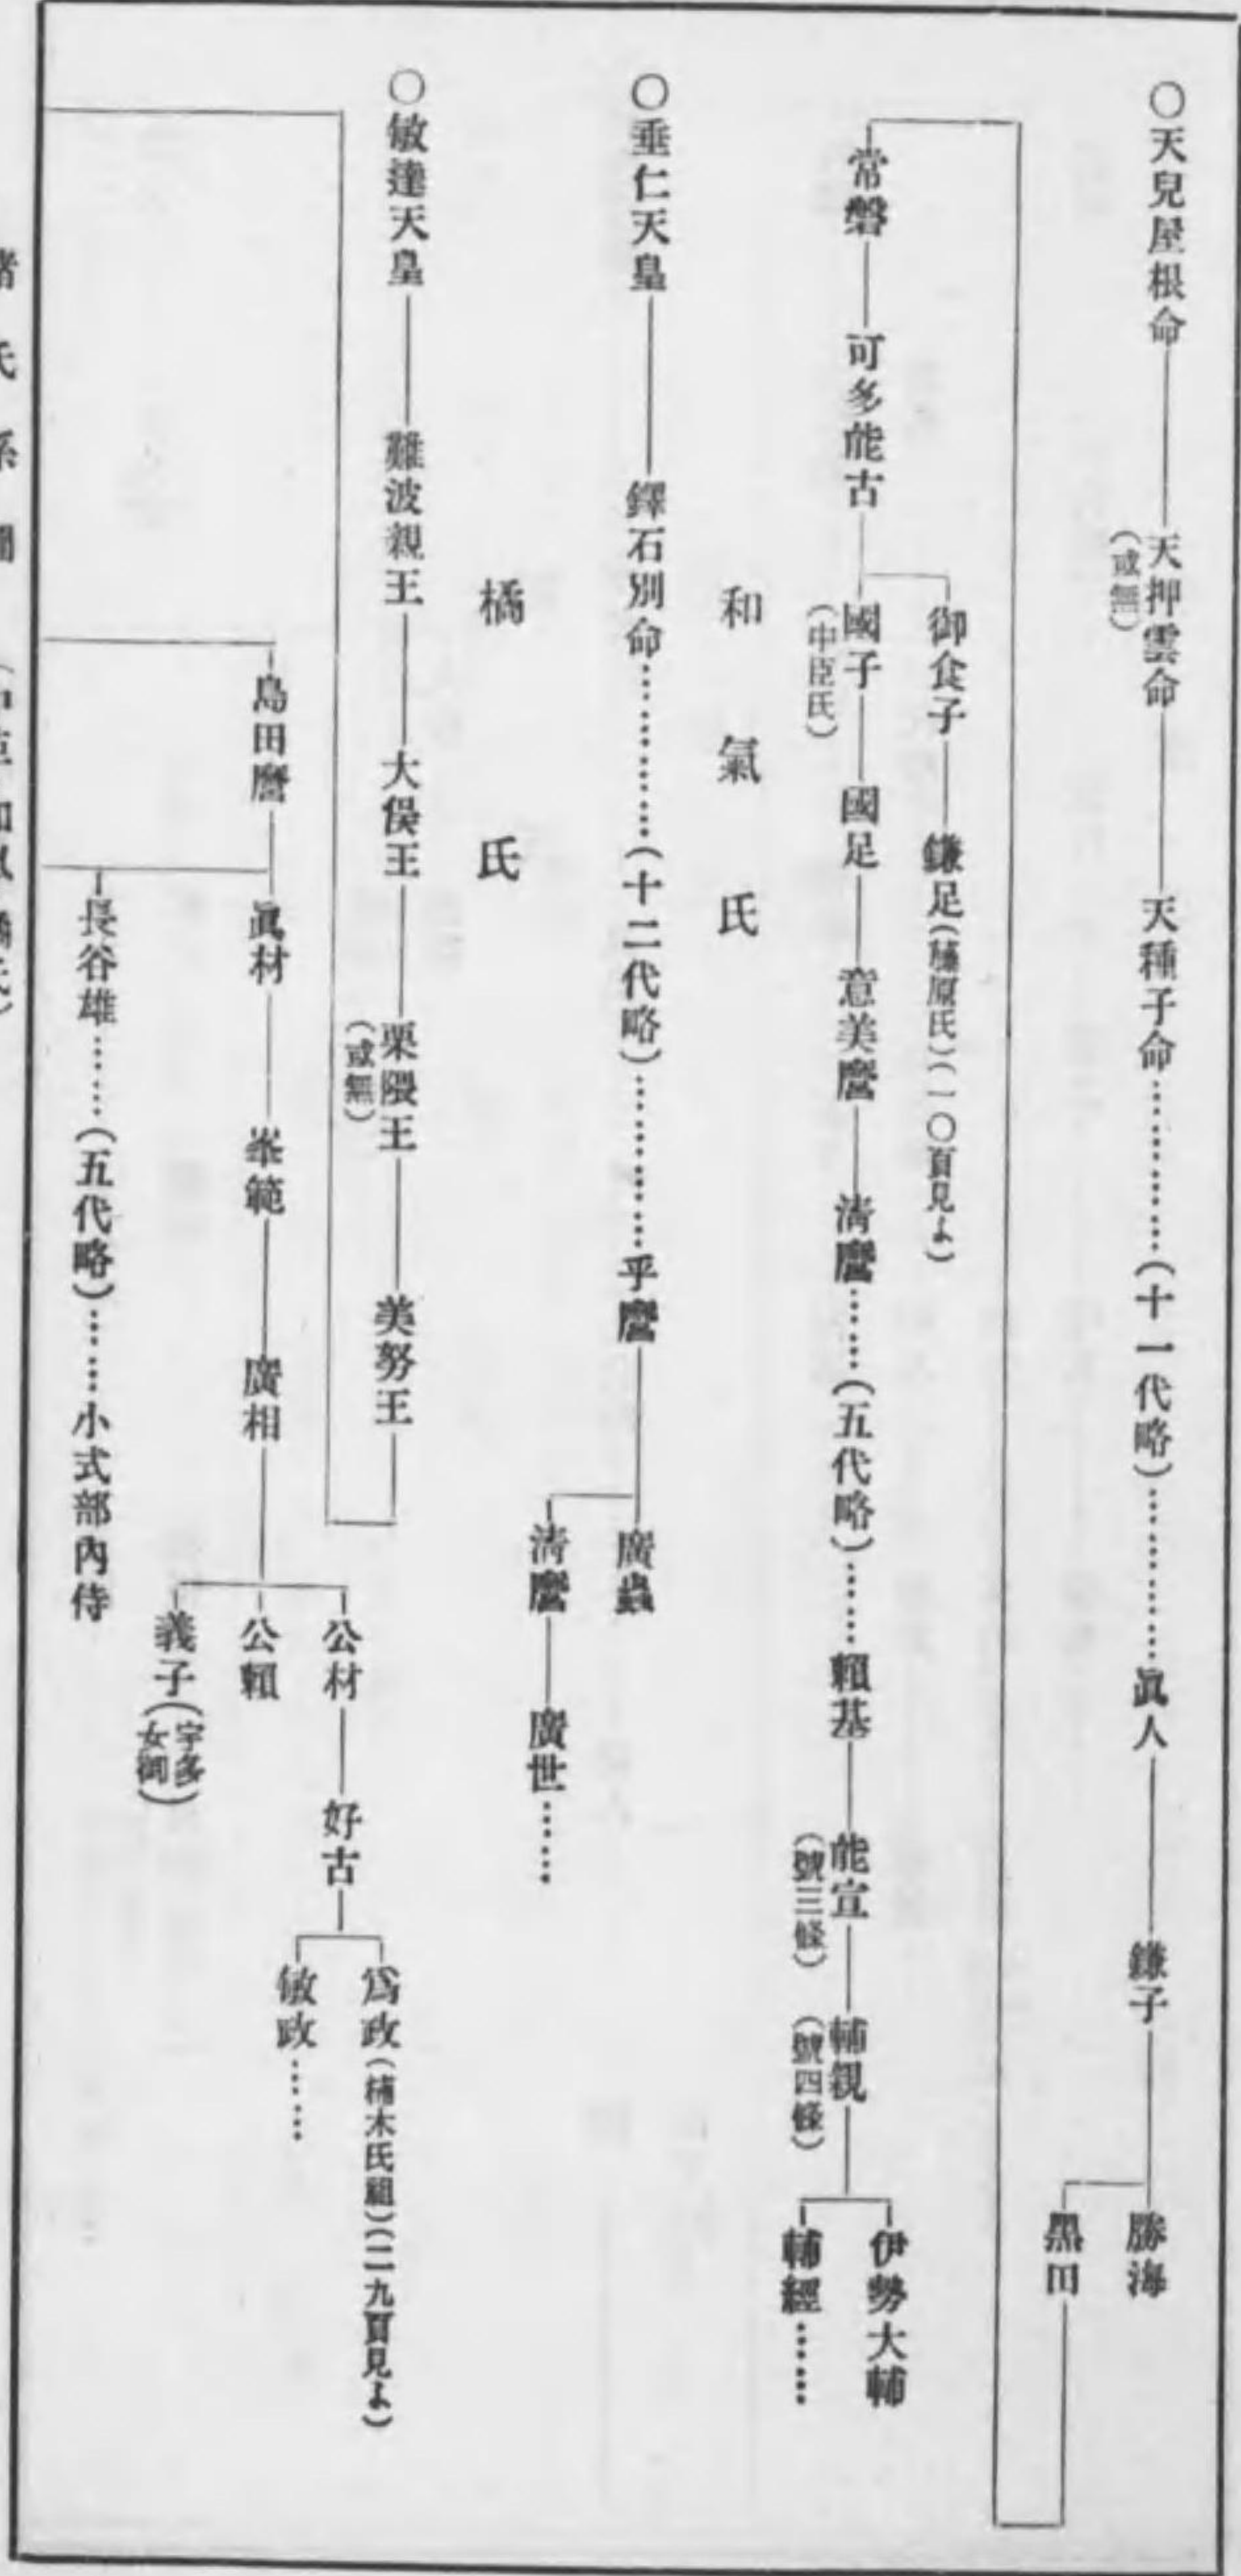 ○天兒屋根命 天押雲命(或無) 天種子命…………(十一代略)…………眞人 鎌子
勝海
黑田
常磐 可多能古
御食子 鎌足(藤原氏)(一〇頁見よ)
國子(中臣氏) 國足 意美麿 淸麿……(五代略)……賴基 能宣(號三條) 輔親(號四條)
伊勢大輔
輔經……
和氣氏
○垂仁天皇 鐸石別命…………(十二代略)…………乎麿
廣蟲
淸麿 廣世……
橘氏
○敏達天皇 難波親王 大俣王 栗隈王(或無) 美努王
島田麿 眞材 峯範 廣相
公材 好古
爲政(楠木氏祖)(二九頁見よ)
敏政……
公賴
義子(宇多女御)
長谷雄……(五代略)……小式部內侍